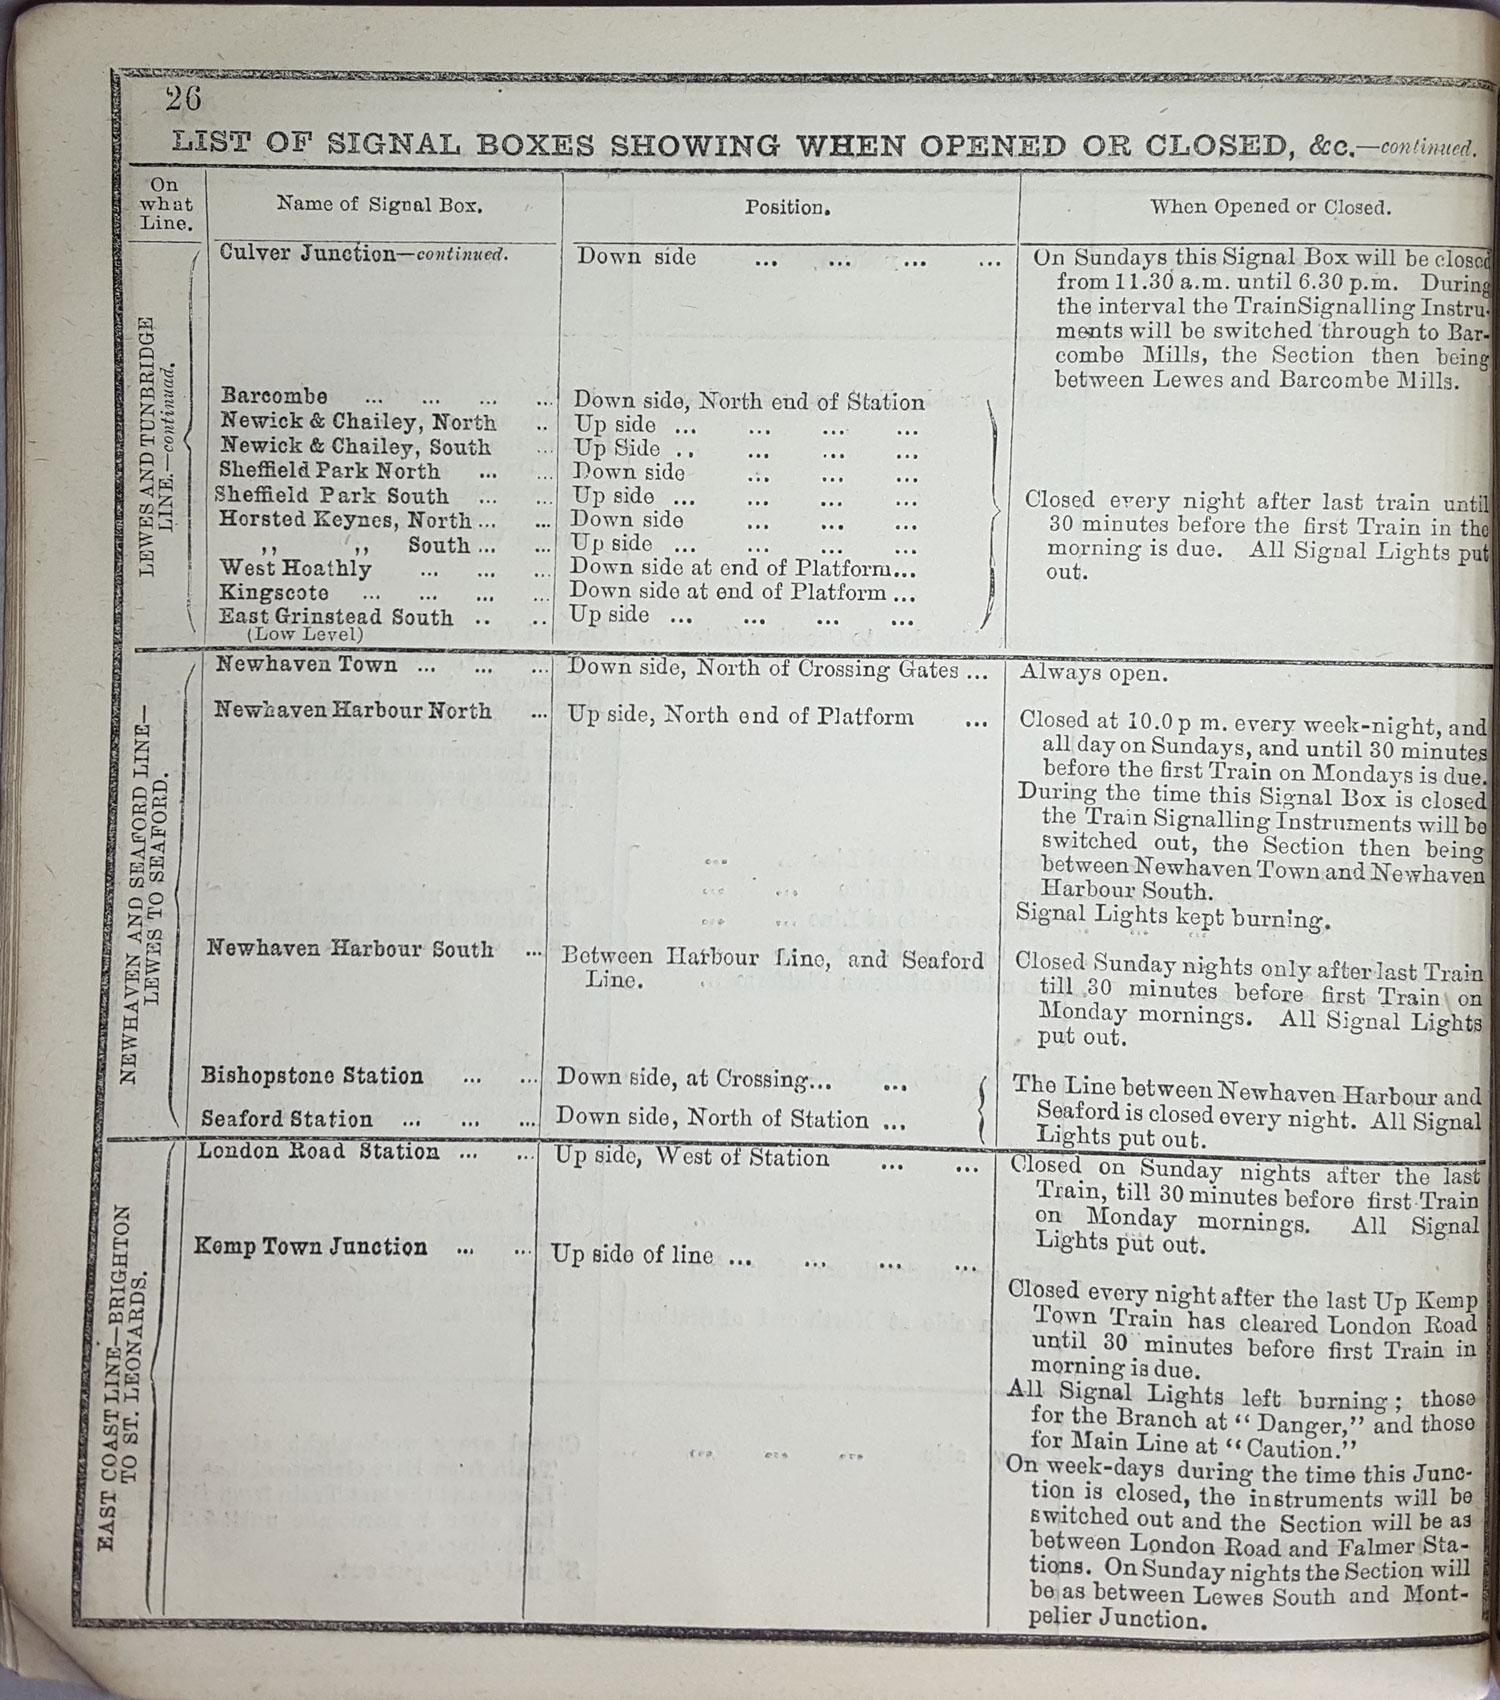 26
LIST OF SIGNAL BOXES SHOWING WHEN OPENED OR CLOSED, &c.—continued.
On
what
Line.
Name of Signal Box.
Position.
When Opened or Closed.
LEWES AND TUNBRIDGE
LINE.—continuad.
Culver Junction—continued.
Down side ... ... ... ...
On Sundays this Signal Box will be closed
from 11.30 a.m. until 6.30 p.m. During
the interval the TrainSignalling Instru-
ments will be switched through to Bar-
combe Mills, the Section then being
between Lewes and Barcombe Mills.
Barcombe ... ... ... ... Down side, North end of Station
Newick & Chailey, North .. Up side ... ... ... ...
Newick & Chailey, South ... Up Side .. ... ... ...
Sheffield Park North ... ... Down side ... ... ...
Sheffield Park South ... ... Up side ... ... ... ...
Horsted Keynes, North ... ... Down side ... ... ...
,, ,, South ... ... Up side ... ... ... ...
West Hoathly ... ... ... Down side at end of Platform...
Kingscote ... ... ... ... Down side at end of Platform ...
East Grinstead South .. .. Up side ... ... ... ...
(Low Level)
Closed every night after last train until
30 minutes before the first Train in the
morning is due. All Signal Lights put
out.
NEWHAVEN AND SEAFORD LINE—
LEWES TO SEAFORD.
Newhaven Town ... ... ... Down side, North of Crossing Gates ... Always open.
Newhaven Harbour North ... Up side, North end of Platform ...
Closed at 10.0 p m. every week-night, and
all day on Sundays, and until 30 minutes
before the first Train on Mondays is due.
During the time this Signal Box is closed
the Train Signalling Instruments will be
switched out, the Section then being
between Newhaven Town and Newhaven
Harbour South.
Signal Lights kept burning.
Newhaven Harbour South ... Between Harbour Line, and Seaford
Line.
Closed Sunday nights only after last Train
till 30 minutes before first Train on
Monday mornings. All Signal Lights
put out.
Bishopstone Station ... ... Down side, at Crossing... ...
Seaford Station ... ... ... Down side, North of Station ...
The Line between Newhaven Harbour and
Seaford is closed every night. All Signal
Lights put out.
EAST COAST LINE—BRIGHTON
TO ST. LEONARDS.
London Road Station ... ... Up side, West of Station ... ...
Closed on Sunday nights after the last
Train, till 30 minutes before first Train
on Monday mornings. All Signal
Lights put out.
Kemp Town Junction ... ... Up side of line ... ... ... ...
Closed every night after the last Up Kemp
Town Train has cleared London Road
until 30 minutes before first Train in
morning is due.
All Signal Lights left burning; those
for the Branch at "Danger," and those
for Main Line at "Caution."
On week-days during the time this Junc-
tion is closed, the instruments will be
switched out and the Section will be as
between London Road and Falmer Sta-
tions. On Sunday nights the Section will
be as between Lewes South and Mont-
pelier Junction.